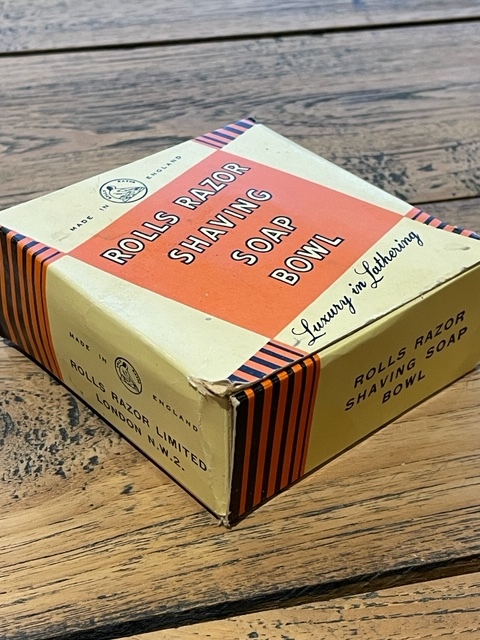 MADE IN ENGLAND
ROLLS RAZOR
SHAVING
SOAP
BOWL
Luxury in Lathering
MADE IN ENGLAND
ROLLS RAZOR LIMITED
LONDON N.W.2.
ROLLS RAZOR
SHAVING SOAP
BOWL